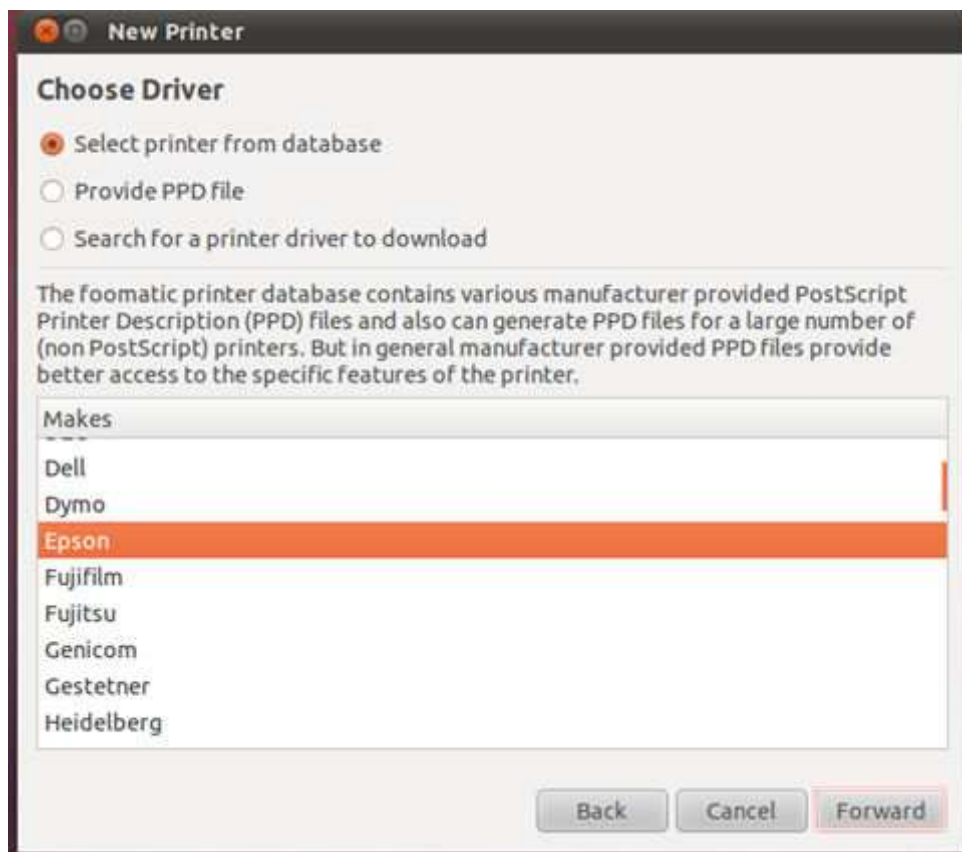 New Printer
Choose Driver
Select printer from database
Provide PPD file
Search for a printer driver to download
The foomatic printer database contains various manufacturer provided PostScript
Printer Description (PPD) files and also can generate PPD files for a large number of
(non PostScript) printers. But in general manufacturer provided PPD files provide
better access to the specific features of the printer.
Makes
Dell
Dymo
Epson
Fujifilm
Fujitsu
Genicom
Gestetner
Heidelberg
Back Cancel Forward